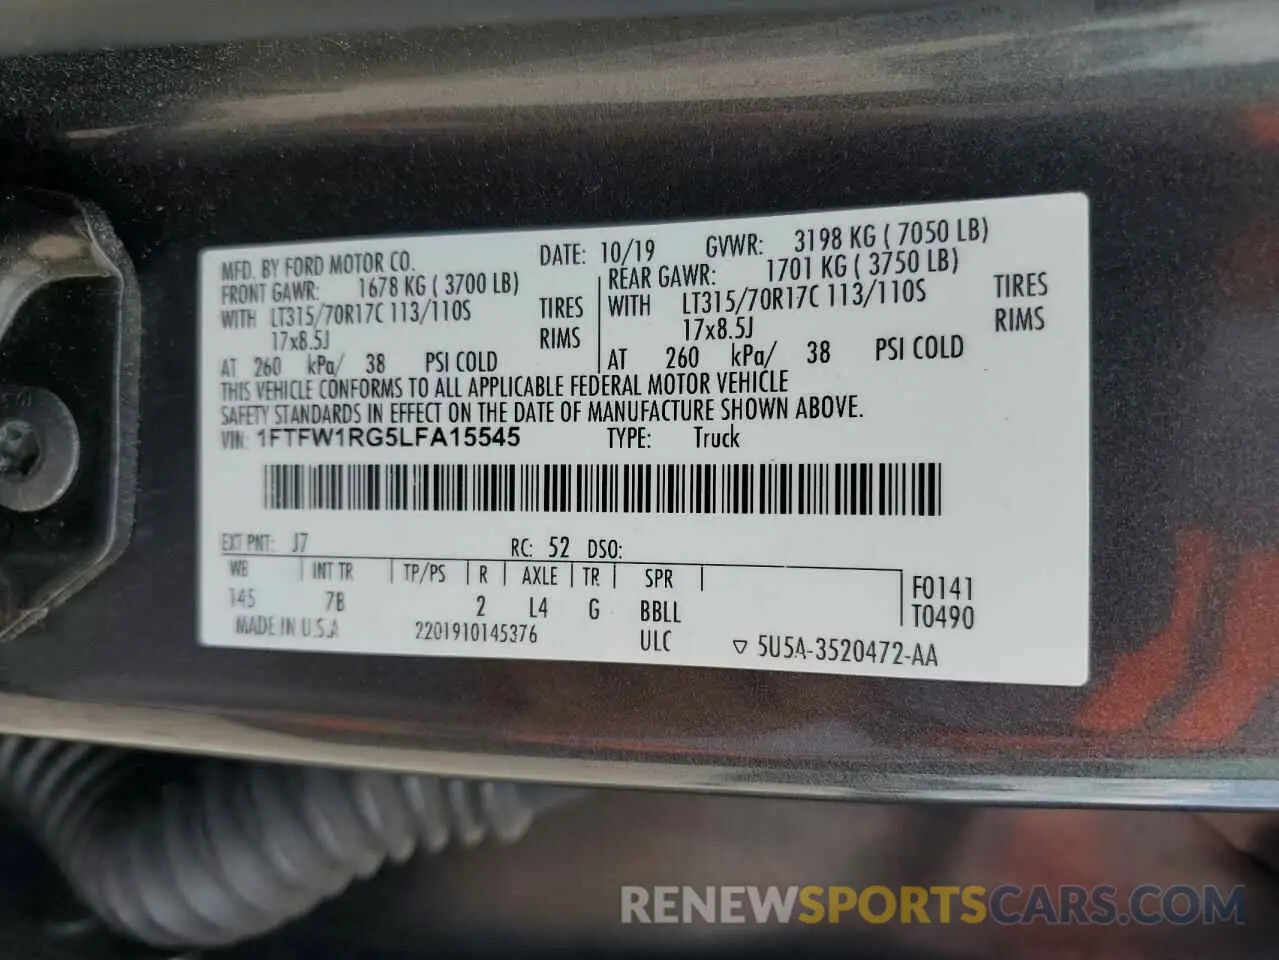 MFD. BY FORD MOTOR CO. DATE: 10/19 GVWR: 3198 KG ( 7050 LB)
FRONT GAWR: 1678 KG ( 3700 LB) REAR GAWR: 1701 KG ( 3750 LB)
WITH LT315/70R17C 113/110S TIRES WITH LT315/70R17C 113/110S TIRES
17x8.5J RIMS 17x8.5J RIMS
AT 260 kPa/ 38 PSI COLD AT 260 kPa/ 38 PSI COLD
THIS VEHICLE CONFORMS TO ALL APPLICABLE FEDERAL MOTOR VEHICLE
SAFETY STANDARDS IN EFFECT ON THE DATE OF MANUFACTURE SHOWN ABOVE.
VIN: 1FTFW1RG5LFA15545 TYPE: Truck
EXT PNT: J7 RC: 52 DSO:
WB INT TR TP/PS R AXLE TR SPR F0141
145 7B 2 L4 G BBLL T0490
MADE IN U.S.A 2201910145376 ULC ▽ 5U5A-3520472-AA
RENEWSPORTSCARS.COM